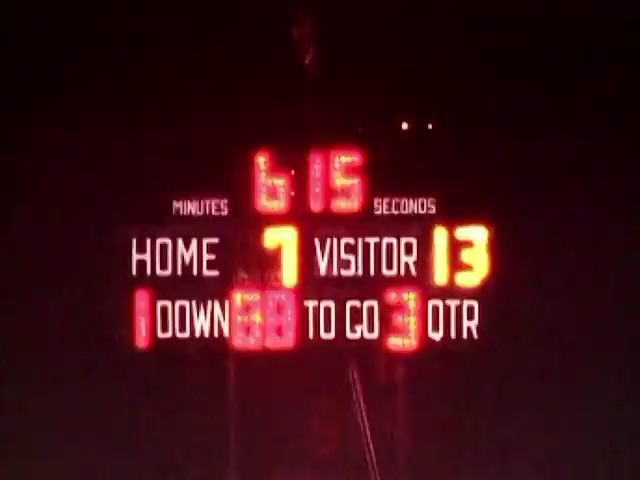 6:15
MINUTES SECONDS
HOME 7 VISITOR 13
1 DOWN TO GO 3 QTR